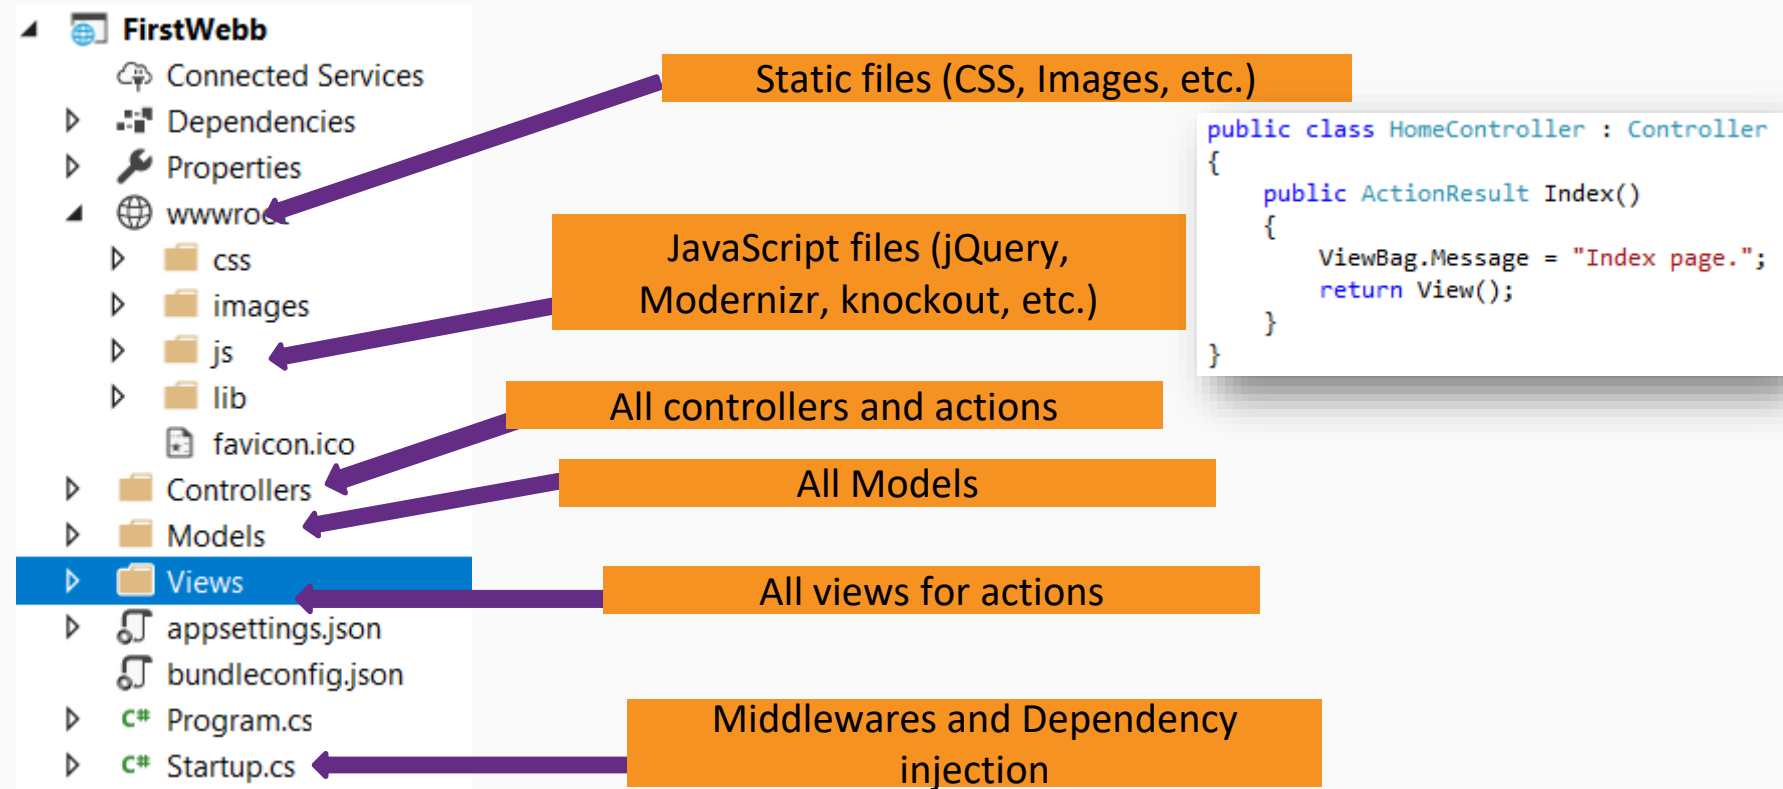 FirstWebb
Connected Services
Dependencies
Properties
wwwroot
css
images
js
lib
favicon.ico
Controllers
Models
Views
appsettings.json
bundleconfig.json
C# Program.cs
C# Startup.cs
Static files (CSS, Images, etc.)
JavaScript files (jQuery,
Modernizr, knockout, etc.)
All controllers and actions
All Models
All views for actions
Middlewares and Dependency
injection
public class HomeController : Controller
{
    public ActionResult Index()
    {
        ViewBag.Message = "Index page.";
        return View();
    }
}